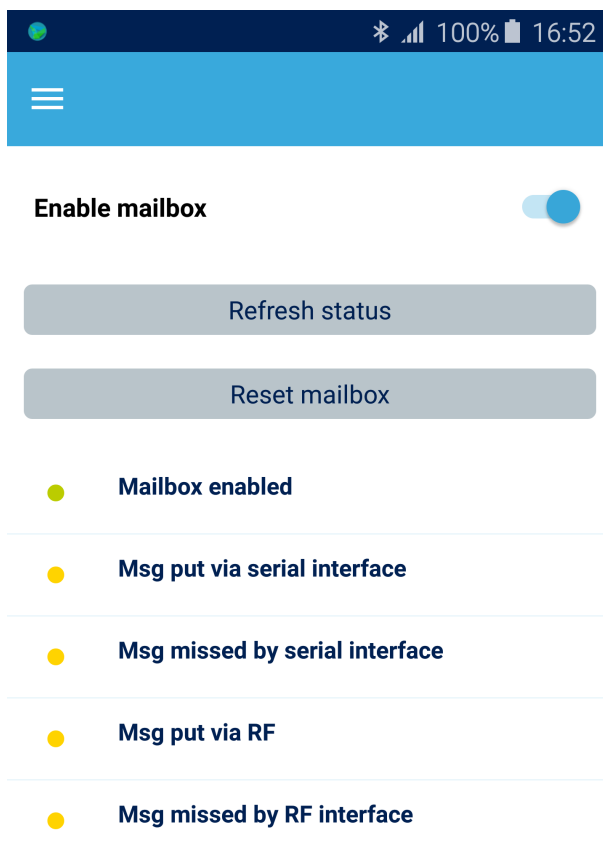 100% 16:52
Enable mailbox
Refresh status
Reset mailbox
Mailbox enabled
Msg put via serial interface
Msg missed by serial interface
Msg put via RF
Msg missed by RF interface